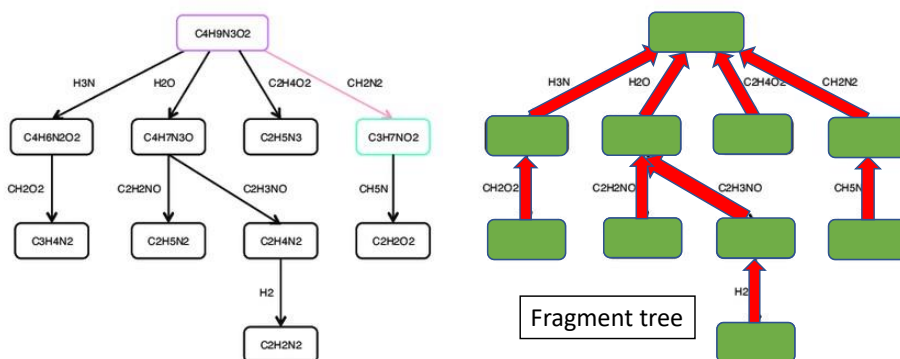 C4H9N3O2
H3N
H2O
C2H4O2
CH2N2
C4H6N2O2
C4H7N3O
C2H5N3
C3H7NO2
CH2O2
C2H2NO
C2H3NO
CH5N
C3H4N2
C2H5N2
C2H4N2
C2H2O2
H2
C2H2N2
H3N
H2O
C2H4O2
CH2N2
CH2O2
C2H2NO
C2H3NO
CH5N
H2
Fragment tree